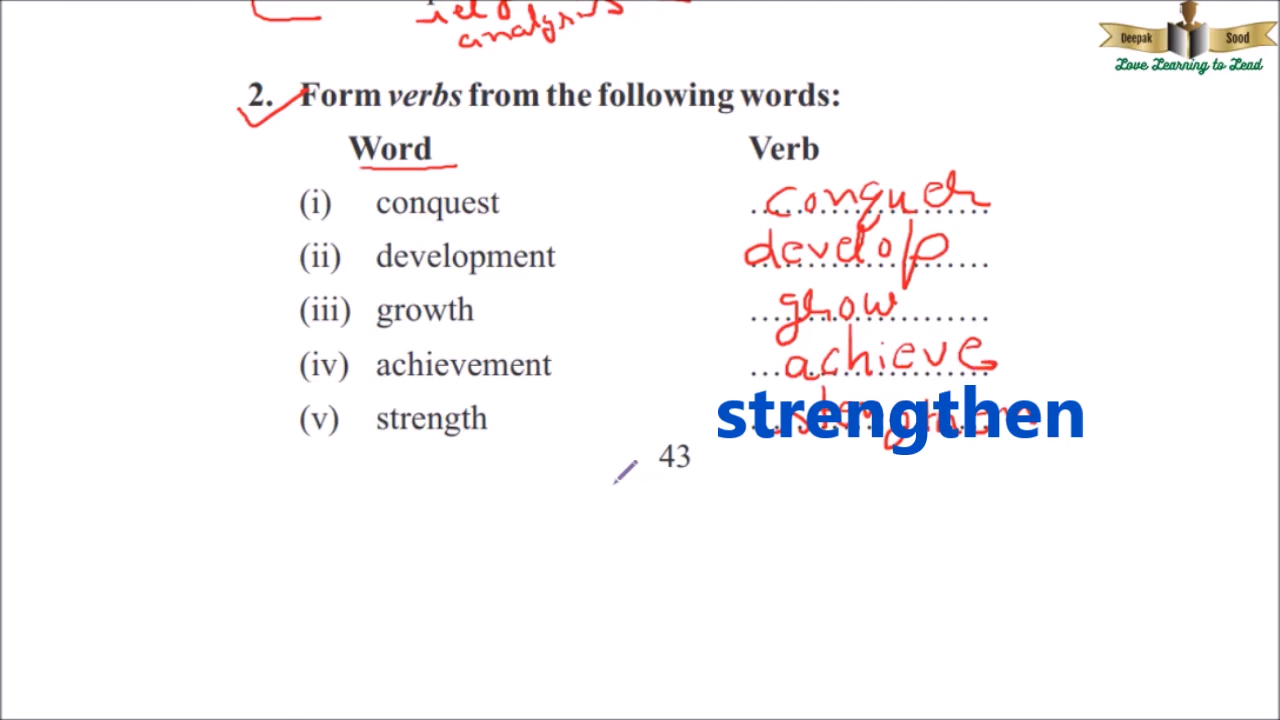 analysis
Deepak Sood
Love Learning to Lead
2. Form verbs from the following words:
Word Verb
(i) conquest conquer
(ii) development develop
(iii) growth grow
(iv) achievement achieve
(v) strength strengthen
43